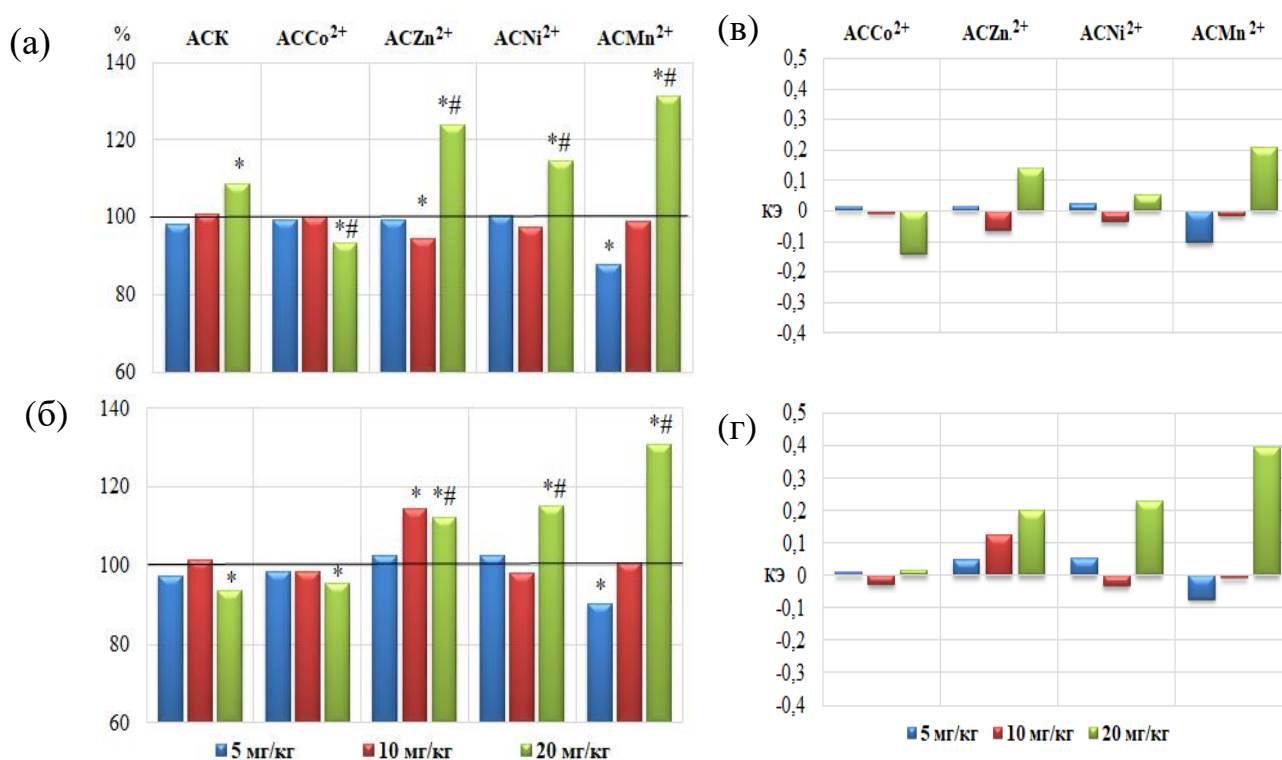 (а)
%
АСК АСCo²⁺ АСZn²⁺ АСNi²⁺ АСMn²⁺
140
120
100
80
60
* *# * *# *# * *#
(в)
АСCo²⁺ АСZn.²⁺ АСNi²⁺ АСMn²⁺
0,5
0,4
0,3
0,2
0,1
КЭ 0
-0,1
-0,2
-0,3
-0,4
(б)
140
120
100
80
60
* * * *# *# * *#
5 мг/кг 10 мг/кг 20 мг/кг
(г)
0,5
0,4
0,3
0,2
0,1
КЭ 0
-0,1
-0,2
-0,3
-0,4
5 мг/кг 10 мг/кг 20 мг/кг